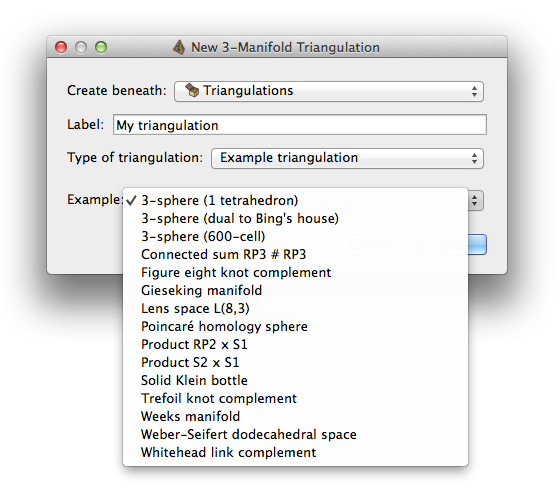 New 3-Manifold Triangulation
Create beneath: Triangulations
Label: My triangulation
Type of triangulation: Example triangulation
Example: ✓ 3-sphere (1 tetrahedron)
3-sphere (dual to Bing's house)
3-sphere (600-cell)
Connected sum RP3 # RP3
Figure eight knot complement
Gieseking manifold
Lens space L(8,3)
Poincaré homology sphere
Product RP2 x S1
Product S2 x S1
Solid Klein bottle
Trefoil knot complement
Weeks manifold
Weber-Seifert dodecahedral space
Whitehead link complement